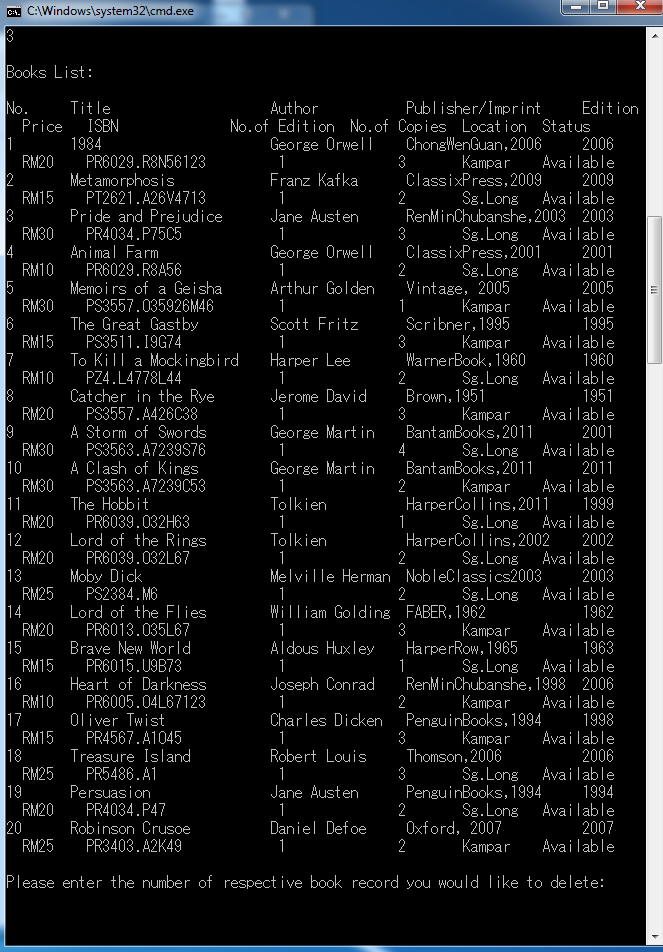 C:\Windows\system32\cmd.exe
3
Books List:
No. Title Author Publisher/Imprint Edition
Price ISBN No.of Edition No.of Copies Location Status
1 1984 George Orwell ChongWenGuan,2006 2006
RM20 PR6029.R8N56123 1 3 Kampar Available
2 Metamorphosis Franz Kafka ClassixPress,2009 2009
RM15 PT2621.A26V4713 1 2 Sg.Long Available
3 Pride and Prejudice Jane Austen RenMinChubanshe,2003 2003
RM30 PR4034.P75C5 1 3 Sg.Long Available
4 Animal Farm George Orwell ClassixPress,2001 2001
RM10 PR6029.R8A56 1 2 Sg.Long Available
5 Memoirs of a Geisha Arthur Golden Vintage, 2005 2005
RM30 PS3557.O35926M46 1 1 Kampar Available
6 The Great Gastby Scott Fritz Scribner,1995 1995
RM15 PS3511.I9G74 1 3 Kampar Available
7 To Kill a Mockingbird Harper Lee WarnerBook,1960 1960
RM10 PZ4.L4778L44 1 2 Sg.Long Available
8 Catcher in the Rye Jerome David Brown,1951 1951
RM20 PS3557.A426C38 1 3 Kampar Available
9 A Storm of Swords George Martin BantamBooks,2011 2001
RM30 PS3563.A7239S76 1 4 Sg.Long Available
10 A Clash of Kings George Martin BantamBooks,2011 2011
RM30 PS3563.A7239C53 1 2 Kampar Available
11 The Hobbit Tolkien HarperCollins,2011 1999
RM20 PR6039.O32H63 1 1 Sg.Long Available
12 Lord of the Rings Tolkien HarperCollins,2002 2002
RM20 PR6039.O32L67 1 2 Sg.Long Available
13 Moby Dick Melville Herman NobleClassics2003 2003
RM25 PS2384.M6 1 2 Sg.Long Available
14 Lord of the Flies William Golding FABER,1962 1962
RM20 PR6013.O35L67 1 3 Kampar Available
15 Brave New World Aldous Huxley HarperRow,1965 1963
RM15 PR6015.U9B73 1 1 Sg.Long Available
16 Heart of Darkness Joseph Conrad RenMinChubanshe,1998 2006
RM10 PR6005.O4L67123 1 2 Kampar Available
17 Oliver Twist Charles Dicken PenguinBooks,1994 1998
RM15 PR4567.A1O45 1 3 Kampar Available
18 Treasure Island Robert Louis Thomson,2006 2006
RM25 PR5486.A1 1 3 Sg.Long Available
19 Persuasion Jane Austen PenguinBooks,1994 1994
RM20 PR4034.P47 1 2 Sg.Long Available
20 Robinson Crusoe Daniel Defoe Oxford, 2007 2007
RM25 PR3403.A2K49 1 2 Kampar Available
Please enter the number of respective book record you would like to delete: